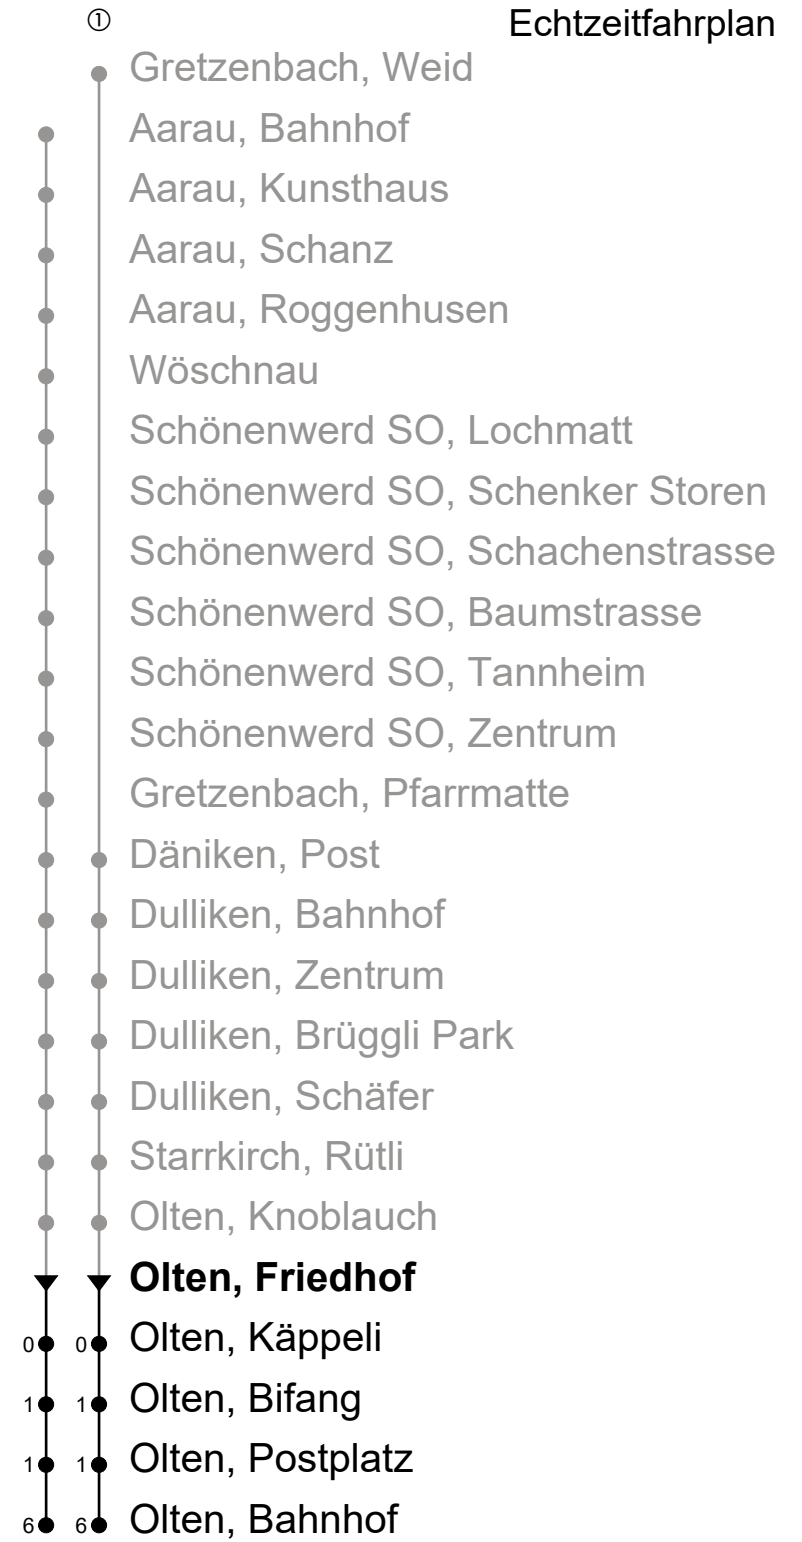 ① Echtzeitfahrplan
Gretzenbach, Weid
Aarau, Bahnhof
Aarau, Kunsthaus
Aarau, Schanz
Aarau, Roggenhusen
Wöschnau
Schönenwerd SO, Lochmatt
Schönenwerd SO, Schenker Storen
Schönenwerd SO, Schachenstrasse
Schönenwerd SO, Baumstrasse
Schönenwerd SO, Tannheim
Schönenwerd SO, Zentrum
Gretzenbach, Pfarrmatte
Däniken, Post
Dulliken, Bahnhof
Dulliken, Zentrum
Dulliken, Brüggli Park
Dulliken, Schäfer
Starrkirch, Rütli
Olten, Knoblauch
Olten, Friedhof
0 0 Olten, Käppeli
1 1 Olten, Bifang
1 1 Olten, Postplatz
6 6 Olten, Bahnhof